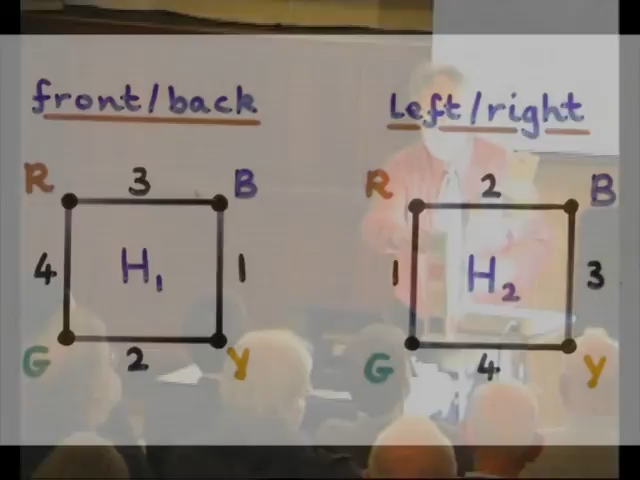 front/back
left/right
R 3 B
4 H₁ 1
G 2 Y
R 2 B
1 H₂ 3
G 4 Y